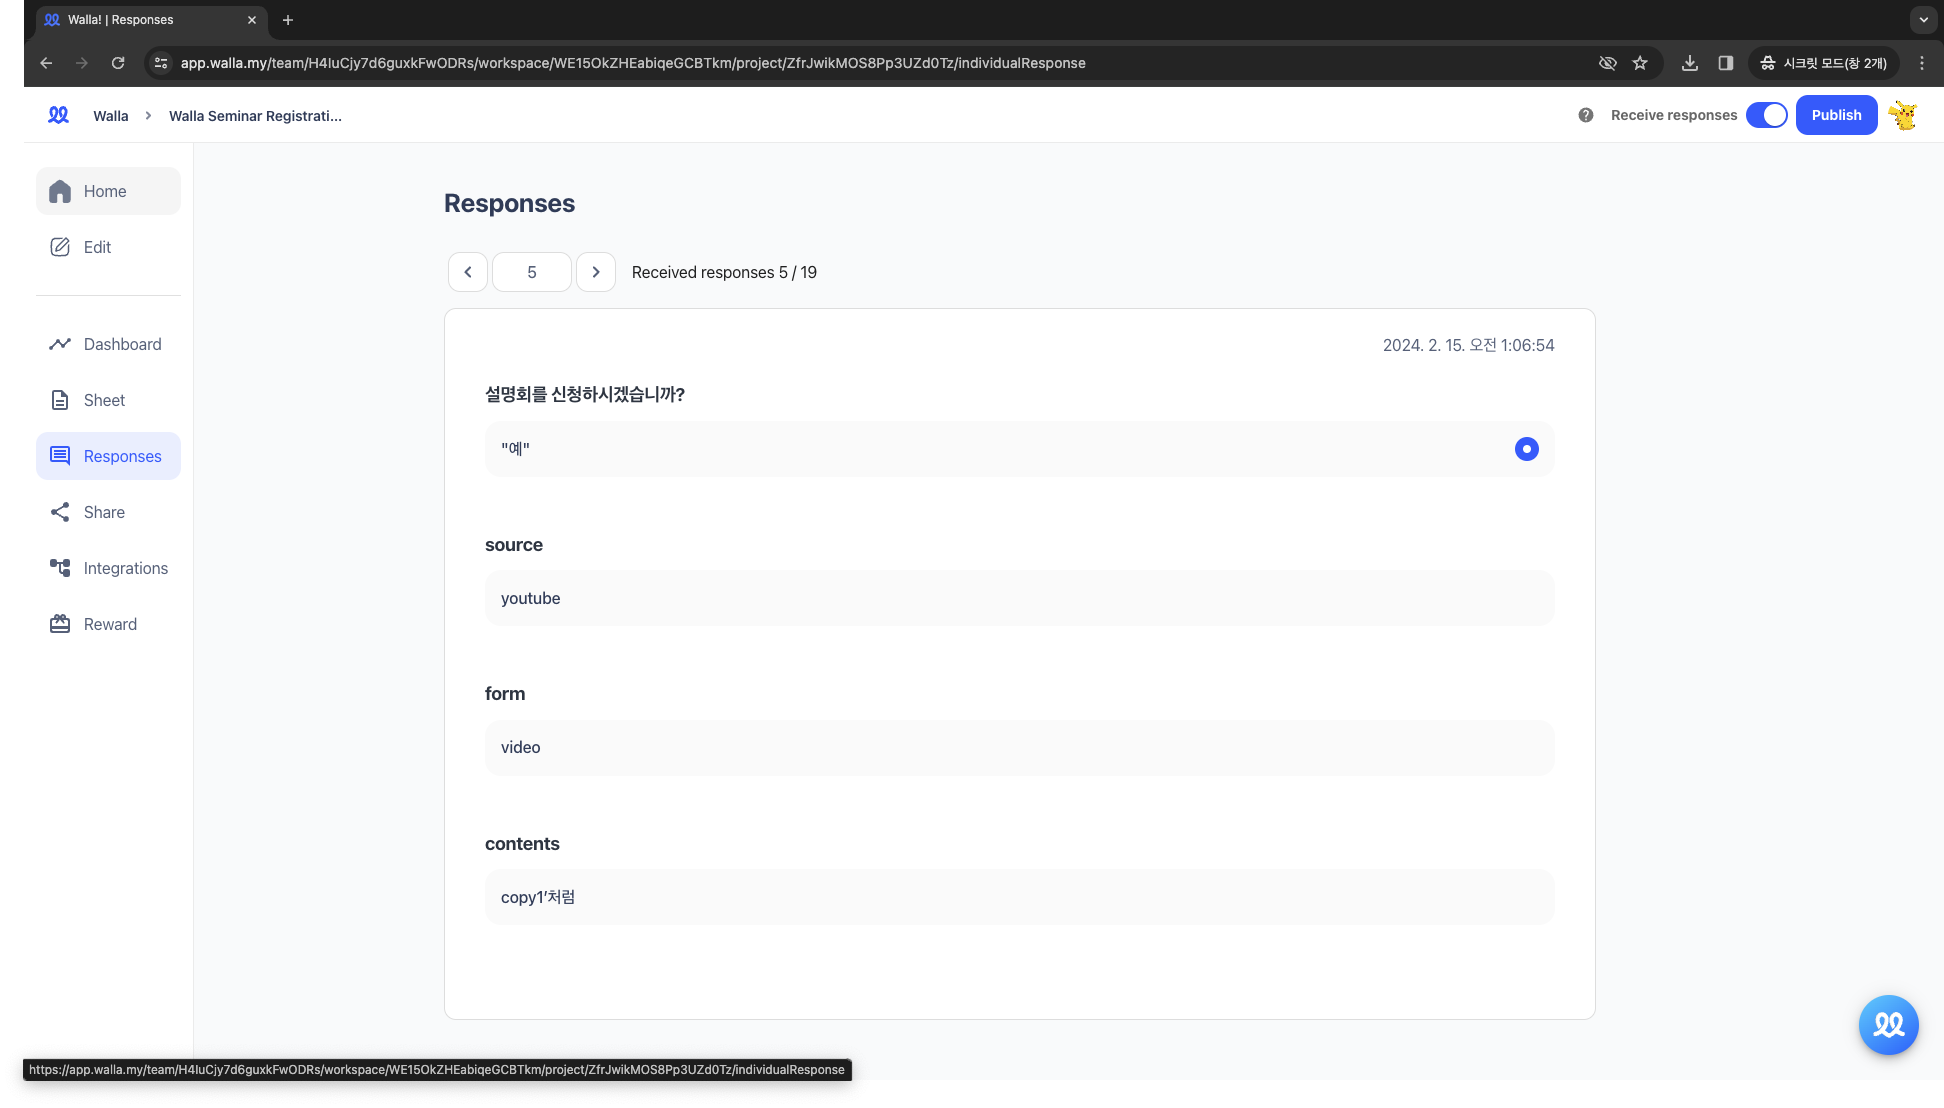 Walla! | Responses
app.walla.my/team/H4luCjy7d6guxkFwODRs/workspace/WE15OkZHEabiqeGCBTkm/project/ZfrJwikMOS8Pp3UZd0Tz/individualResponse
시크릿 모드(창 2개)
Walla
Walla Seminar Registrati...
Receive responses
Publish
Home
Edit
Dashboard
Sheet
Responses
Share
Integrations
Reward
Responses
5
Received responses 5 / 19
2024. 2. 15. 오전 1:06:54
설명회를 신청하시겠습니까?
"예"
source
youtube
form
video
contents
copy1'처럼
https://app.walla.my/team/H4luCjy7d6guxkFwODRs/workspace/WE15OkZHEabiqeGCBTkm/project/ZfrJwikMOS8Pp3UZd0Tz/individualResponse